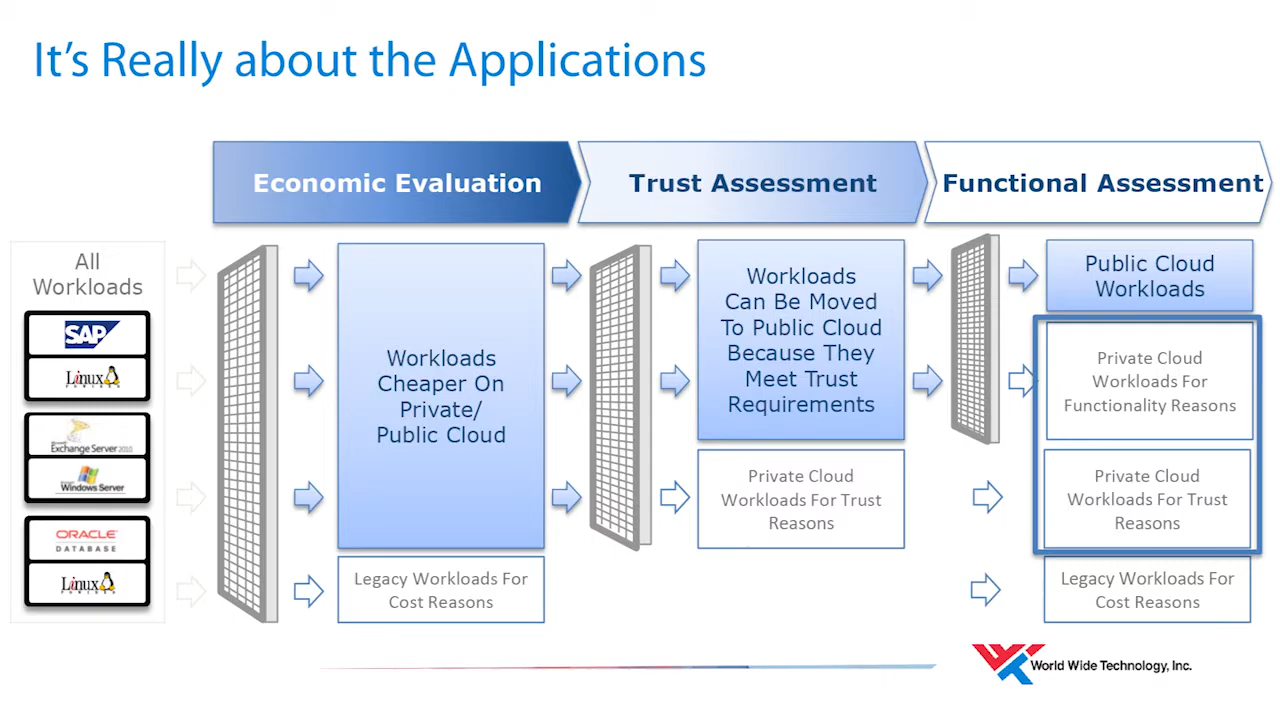 It's Really about the Applications
Economic Evaluation
Trust Assessment
Functional Assessment
All
Workloads
SAP
Linux
POWERED
Microsoft
Exchange Server 2010
Microsoft
Windows Server
ORACLE
DATABASE
Linux
POWERED
Workloads
Cheaper On
Private/
Public Cloud
Legacy Workloads For
Cost Reasons
Workloads
Can Be Moved
To Public Cloud
Because They
Meet Trust
Requirements
Private Cloud
Workloads For Trust
Reasons
Public Cloud
Workloads
Private Cloud
Workloads For
Functionality Reasons
Private Cloud
Workloads For Trust
Reasons
Legacy Workloads For
Cost Reasons
World Wide Technology, Inc.